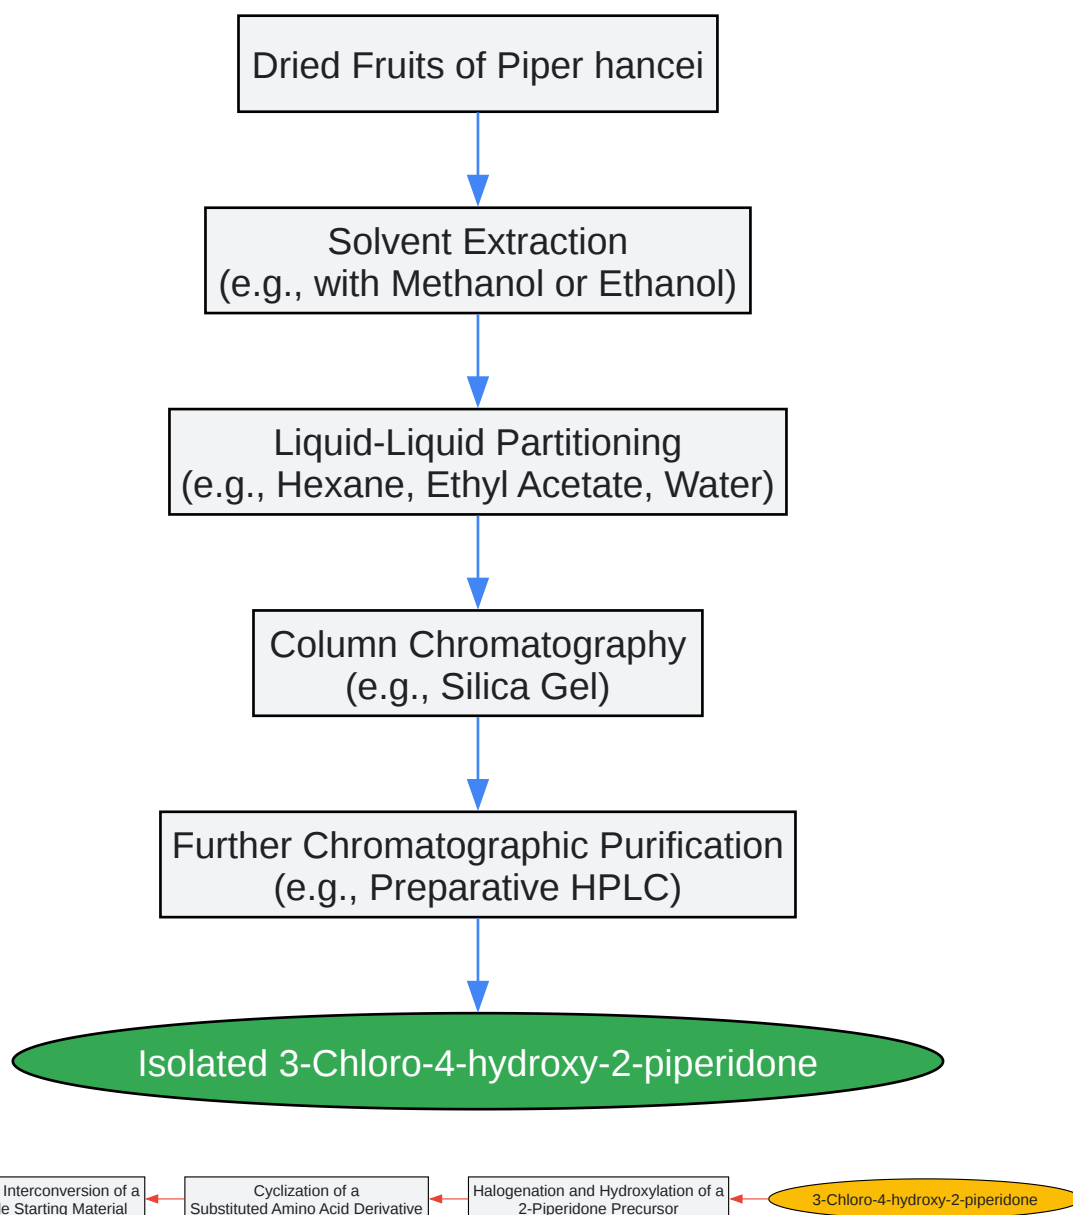 Dried Fruits of Piper hancei
Solvent Extraction
(e.g., with Methanol or Ethanol)
Liquid-Liquid Partitioning
(e.g., Hexane, Ethyl Acetate, Water)
Column Chromatography
(e.g., Silica Gel)
Further Chromatographic Purification
(e.g., Preparative HPLC)
Isolated 3-Chloro-4-hydroxy-2-piperidone
Interconversion of a
Starting Material
Cyclization of a
Substituted Amino Acid Derivative
Halogenation and Hydroxylation of a
2-Piperidone Precursor
3-Chloro-4-hydroxy-2-piperidone